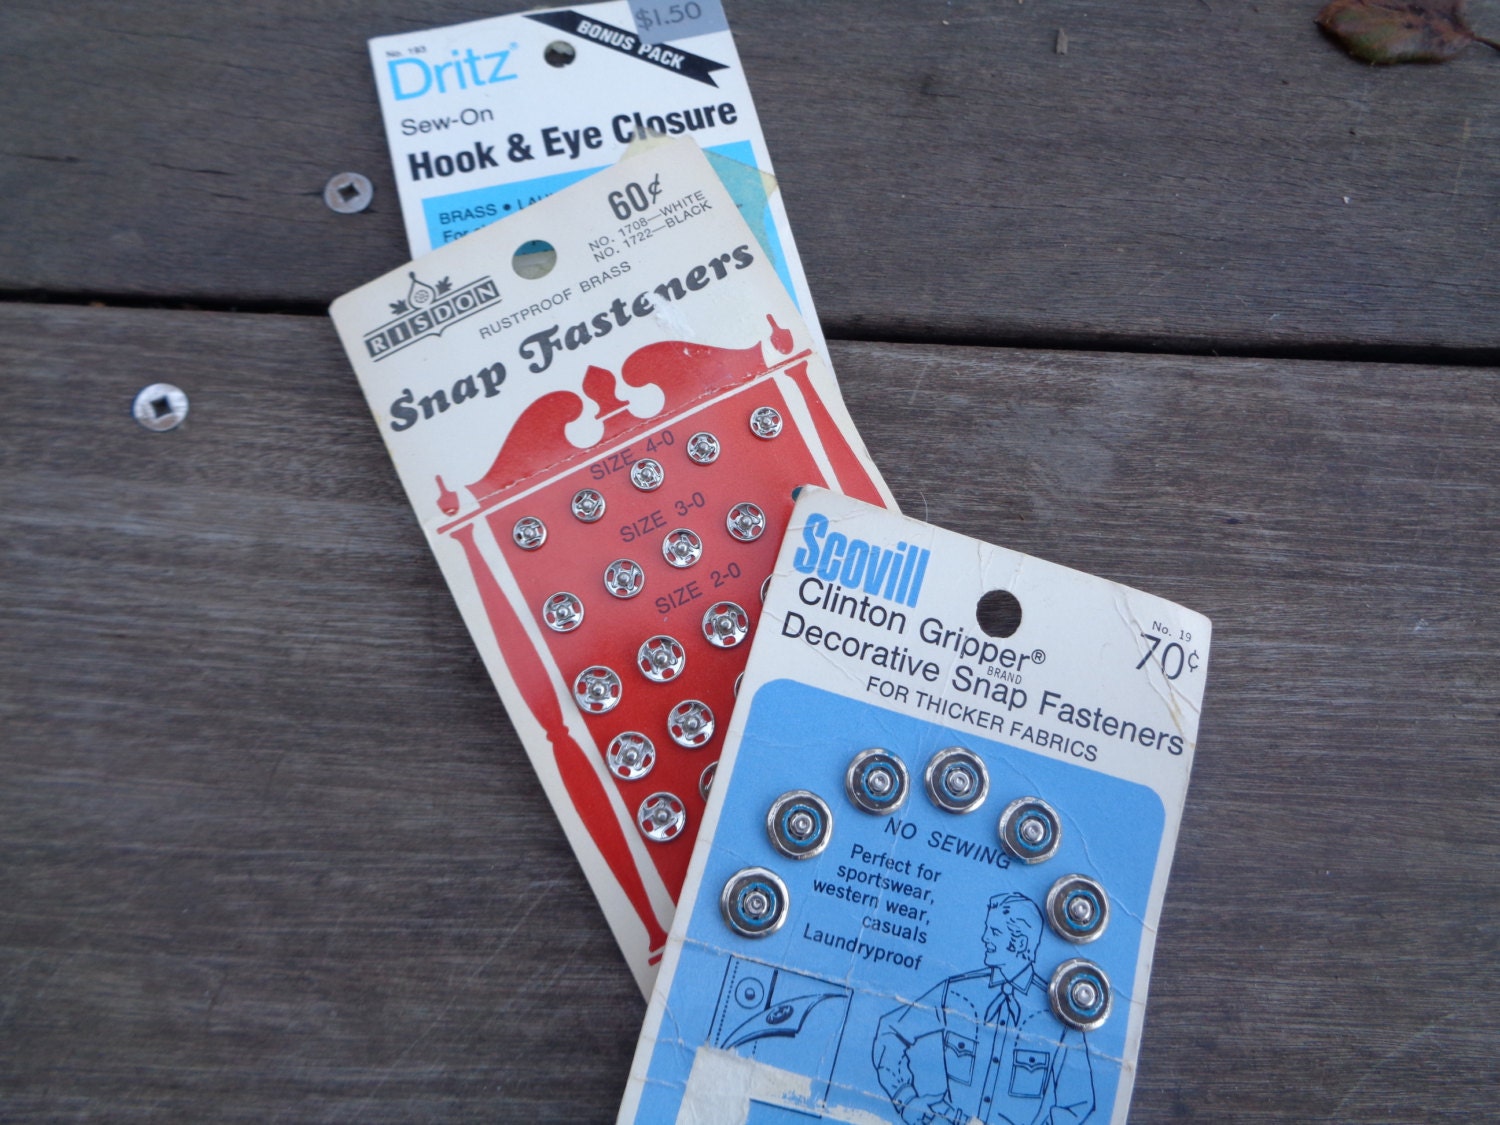 $1.50
BONUS PACK
No. 193
Dritz®
Sew-On
Hook & Eye Closure
BRASS •
60¢
NO. 1708—WHITE
NO. 1722—BLACK
RISDON
RUSTPROOF BRASS
Snap Fasteners
SIZE 4-0
SIZE 3-0
SIZE 2-0
Scovill
Clinton Gripper®
BRAND
Decorative Snap Fasteners
FOR THICKER FABRICS
No. 19
70¢
NO SEWING
Perfect for
sportswear,
western wear,
casuals
Laundryproof